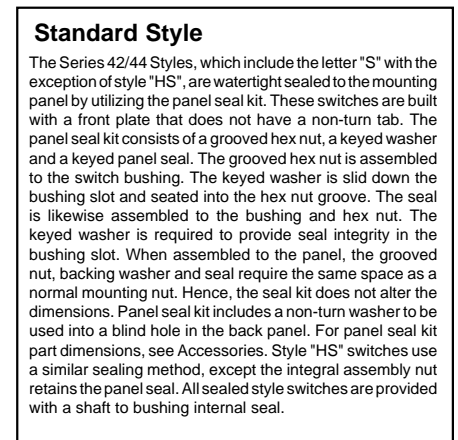 Standard Style
The Series 42/44 Styles, which include the letter "S" with the
exception of style "HS", are watertight sealed to the mounting
panel by utilizing the panel seal kit. These switches are built
with a front plate that does not have a non-turn tab. The
panel seal kit consists of a grooved hex nut, a keyed washer
and a keyed panel seal. The grooved hex nut is assembled
to the switch bushing. The keyed washer is slid down the
bushing slot and seated into the hex nut groove. The seal
is likewise assembled to the bushing and hex nut. The
keyed washer is required to provide seal integrity in the
bushing slot. When assembled to the panel, the grooved
nut, backing washer and seal require the same space as a
normal mounting nut. Hence, the seal kit does not alter the
dimensions. Panel seal kit includes a non-turn washer to be
used into a blind hole in the back panel. For panel seal kit
part dimensions, see Accessories. Style "HS" switches use
a similar sealing method, except the integral assembly nut
retains the panel seal. All sealed style switches are provided
with a shaft to bushing internal seal.